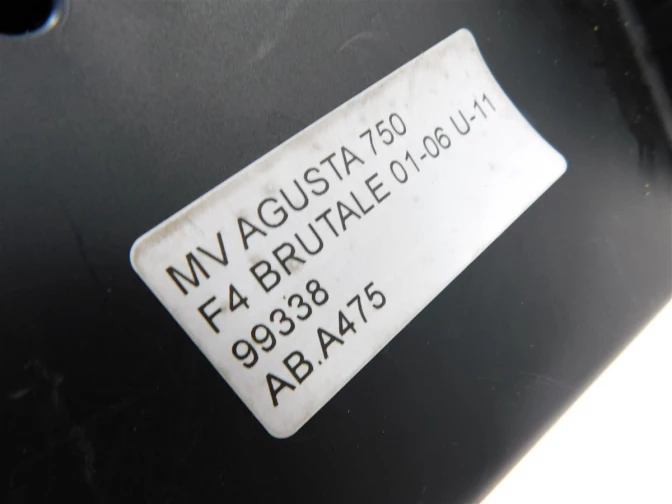 MV AGUSTA 750
F4 BRUTALE 01-06 U-11
99338
AB.A475